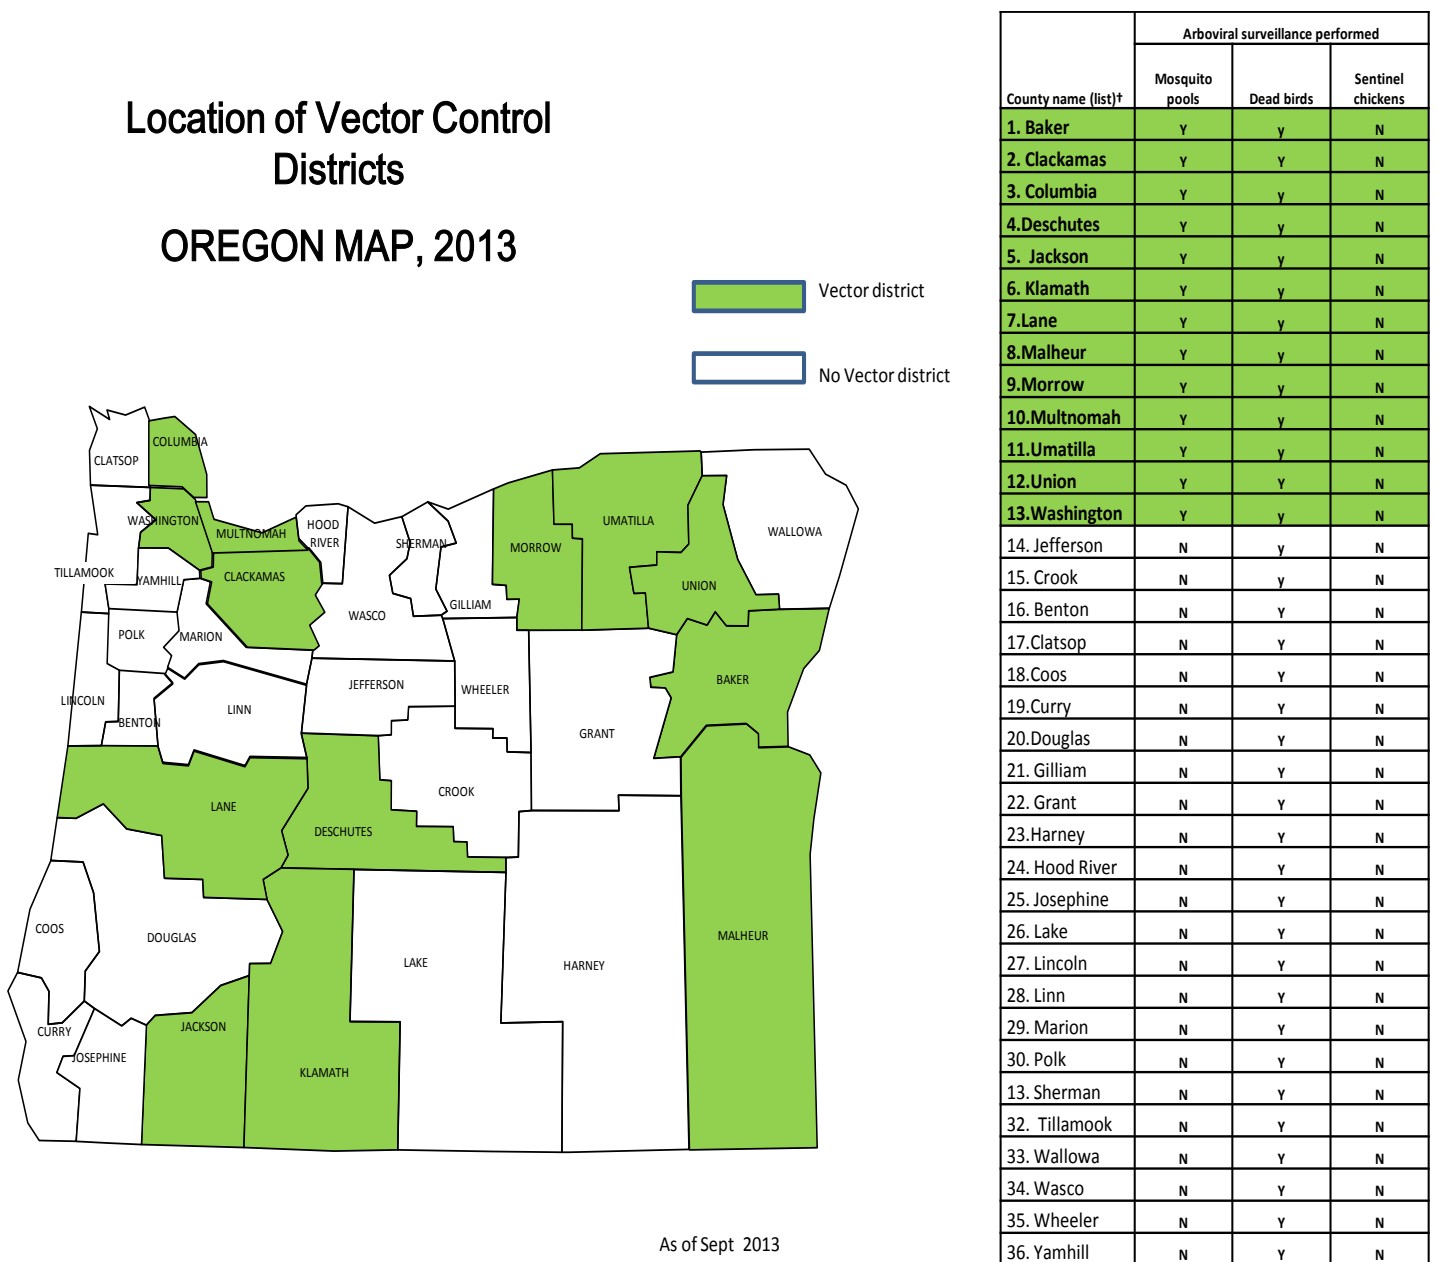 Location of Vector Control
Districts
OREGON MAP, 2013
Vector district
No Vector district
COLUMBIA
CLATSOP
WASHINGTON
MULTNOMAH
HOOD
RIVER
SHERMAN
MORROW
UMATILLA
WALLOWA
TILLAMOOK
YAMHILL
CLACKAMAS
UNION
GILLIAM
WASCO
POLK
MARION
JEFFERSON
WHEELER
BAKER
LINCOLN
BENTON
LINN
GRANT
CROOK
LANE
DESCHUTES
COOS
DOUGLAS
LAKE
HARNEY
MALHEUR
CURRY
JACKSON
JOSEPHINE
KLAMATH
As of Sept 2013
Arboviral surveillance performed
County name (list)† Mosquito pools Dead birds Sentinel chickens
1. Baker Y y N
2. Clackamas Y Y N
3. Columbia Y y N
4.Deschutes Y y N
5. Jackson Y y N
6. Klamath Y y N
7.Lane Y y N
8.Malheur Y y N
9.Morrow Y y N
10.Multnomah Y y N
11.Umatilla Y y N
12.Union Y Y N
13.Washington Y y N
14. Jefferson N y N
15. Crook N y N
16. Benton N Y N
17.Clatsop N Y N
18.Coos N Y N
19.Curry N Y N
20.Douglas N Y N
21. Gilliam N Y N
22. Grant N Y N
23.Harney N Y N
24. Hood River N Y N
25. Josephine N Y N
26. Lake N Y N
27. Lincoln N Y N
28. Linn N Y N
29. Marion N Y N
30. Polk N Y N
13. Sherman N Y N
32. Tillamook N Y N
33. Wallowa N Y N
34. Wasco N Y N
35. Wheeler N Y N
36. Yamhill N Y N